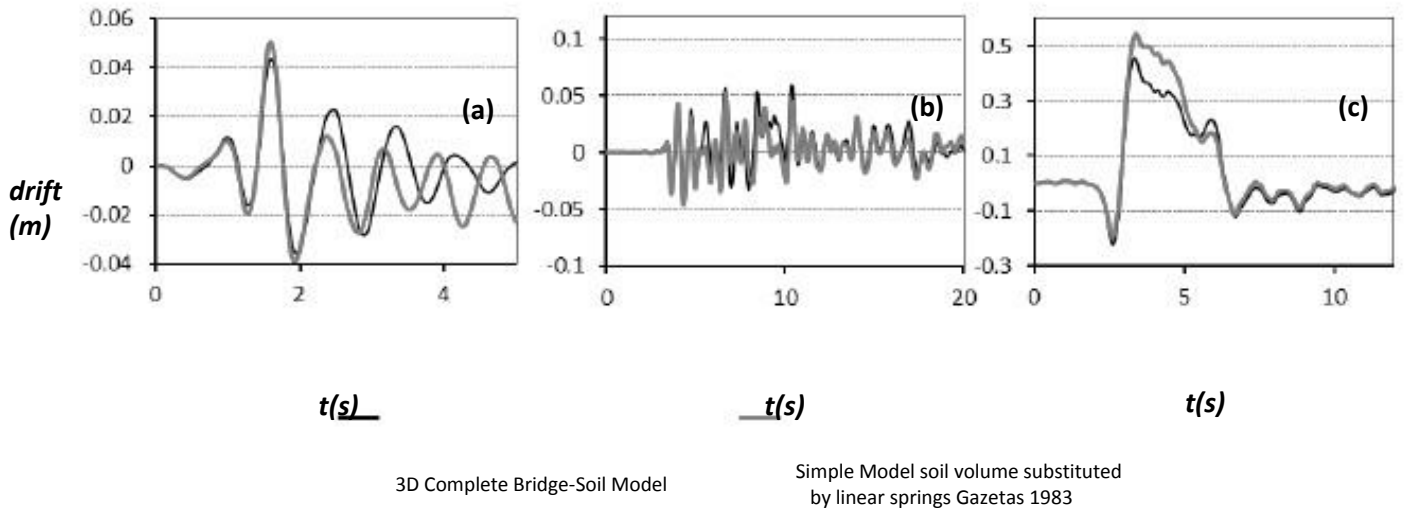 0.06
0.04
0.02
0
-0.02
-0.04
0 2 4
(a)
drift
(m)
0.1
0.05
0
-0.05
-0.1
0 10 20
(b)
0.5
0.3
0.1
-0.1
-0.3
0 5 10
(c)
t(s) t(s) t(s)
3D Complete Bridge-Soil Model
Simple Model soil volume substituted
by linear springs Gazetas 1983